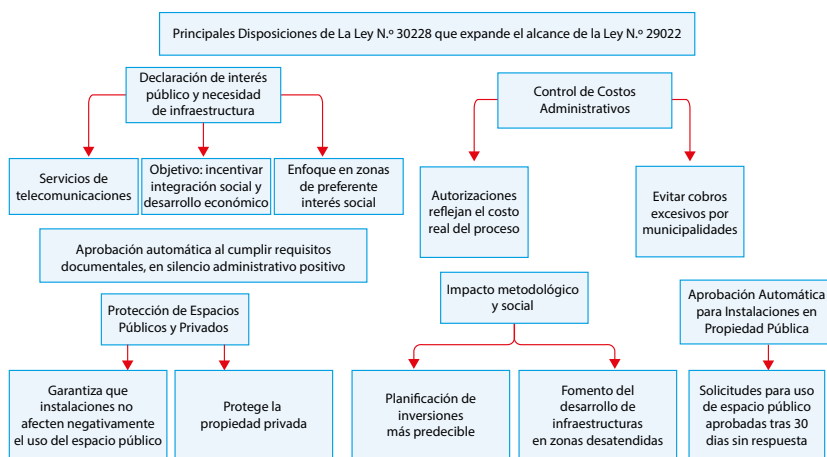 Principales Disposiciones de La Ley N.º 30228 que expande el alcance de la Ley N.º 29022
Declaración de interés
público y necesidad
de infraestructura
Control de Costos
Administrativos
Servicios de
telecomunicaciones
Objetivo: incentivar
integración social y
desarrollo económico
Enfoque en zonas
de preferente
interés social
Autorizaciones
reflejan el costo
real del proceso
Evitar cobros
excesivos por
municipalidades
Aprobación automática al cumplir requisitos
documentales, en silencio administrativo positivo
Protección de Espacios
Públicos y Privados
Impacto metodológico
y social
Aprobación Automática
para Instalaciones en
Propiedad Pública
Garantiza que
instalaciones no
afecten negativamente
el uso del espacio público
Protege la
propiedad privada
Planificación de
inversiones
más predecible
Fomento del
desarrollo de
infraestructuras
en zonas desatendidas
Solicitudes para uso
de espacio público
aprobadas tras 30
dias sin respuesta